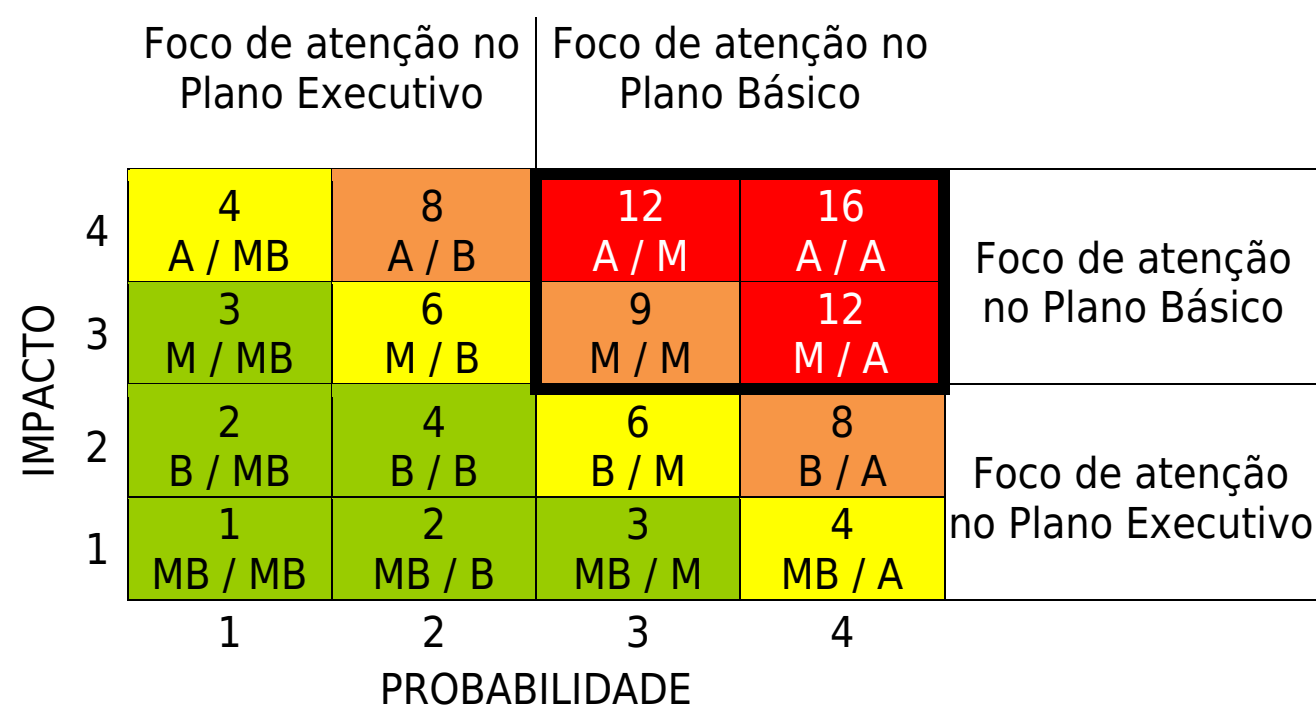 Foco de atenção no Plano Executivo
Foco de atenção no Plano Básico
IMPACTO
4
4 8 12 16
A / MB A / B A / M A / A
Foco de atenção
no Plano Básico
3
3 6 9 12
M / MB M / B M / M M / A
2
2 4 6 8
B / MB B / B B / M B / A
Foco de atenção
no Plano Executivo
1
1 2 3 4
MB / MB MB / B MB / M MB / A
1 2 3 4
PROBABILIDADE